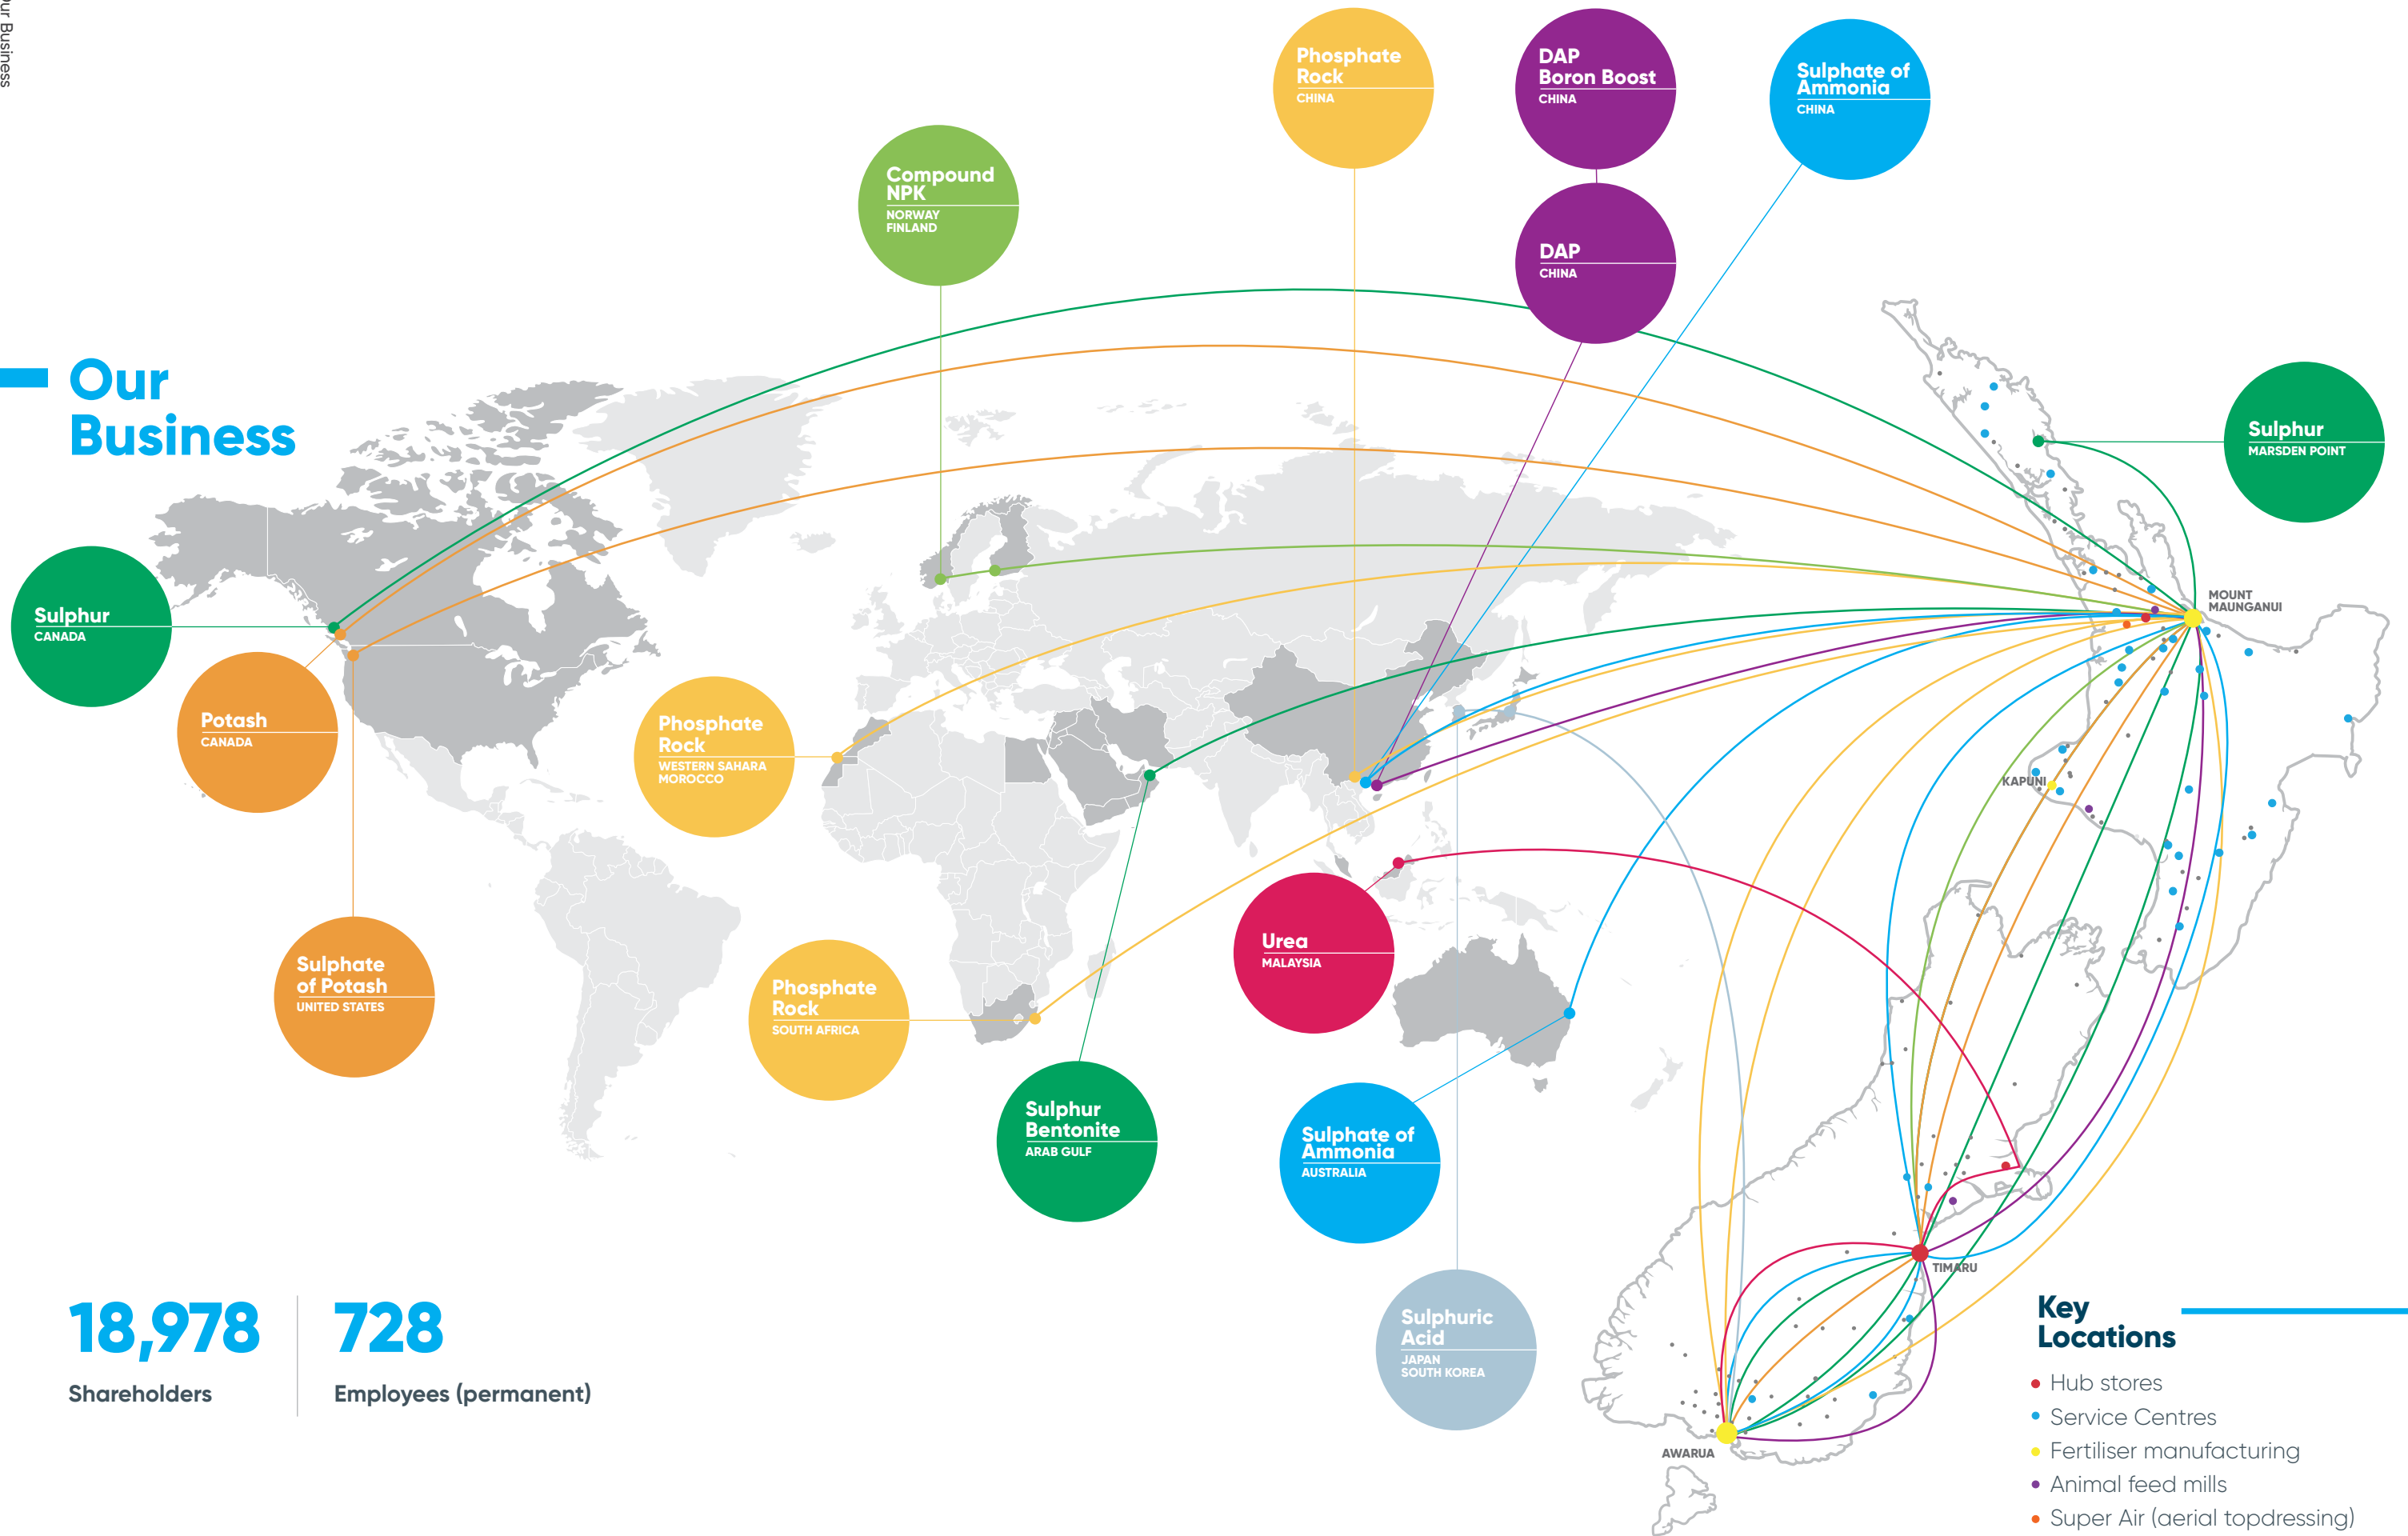 Our Business
Phosphate
Rock
CHINA
DAP
Boron Boost
CHINA
Sulphate of
Ammonia
CHINA
Compound
NPK
NORWAY
FINLAND
DAP
CHINA
Our
Business
Sulphur
MARSDEN POINT
Sulphur
CANADA
MOUNT
MAUNGANUI
Potash
CANADA
Phosphate
Rock
WESTERN SAHARA
MOROCCO
KAPUNI
Sulphate
of Potash
UNITED STATES
Phosphate
Rock
SOUTH AFRICA
Urea
MALAYSIA
Sulphur
Bentonite
ARAB GULF
Sulphate of
Ammonia
AUSTRALIA
TIMARU
Sulphuric
Acid
JAPAN
SOUTH KOREA
AWARUA
18,978
Shareholders
728
Employees (permanent)
Key
Locations
Hub stores
Service Centres
Fertiliser manufacturing
Animal feed mills
Super Air (aerial topdressing)